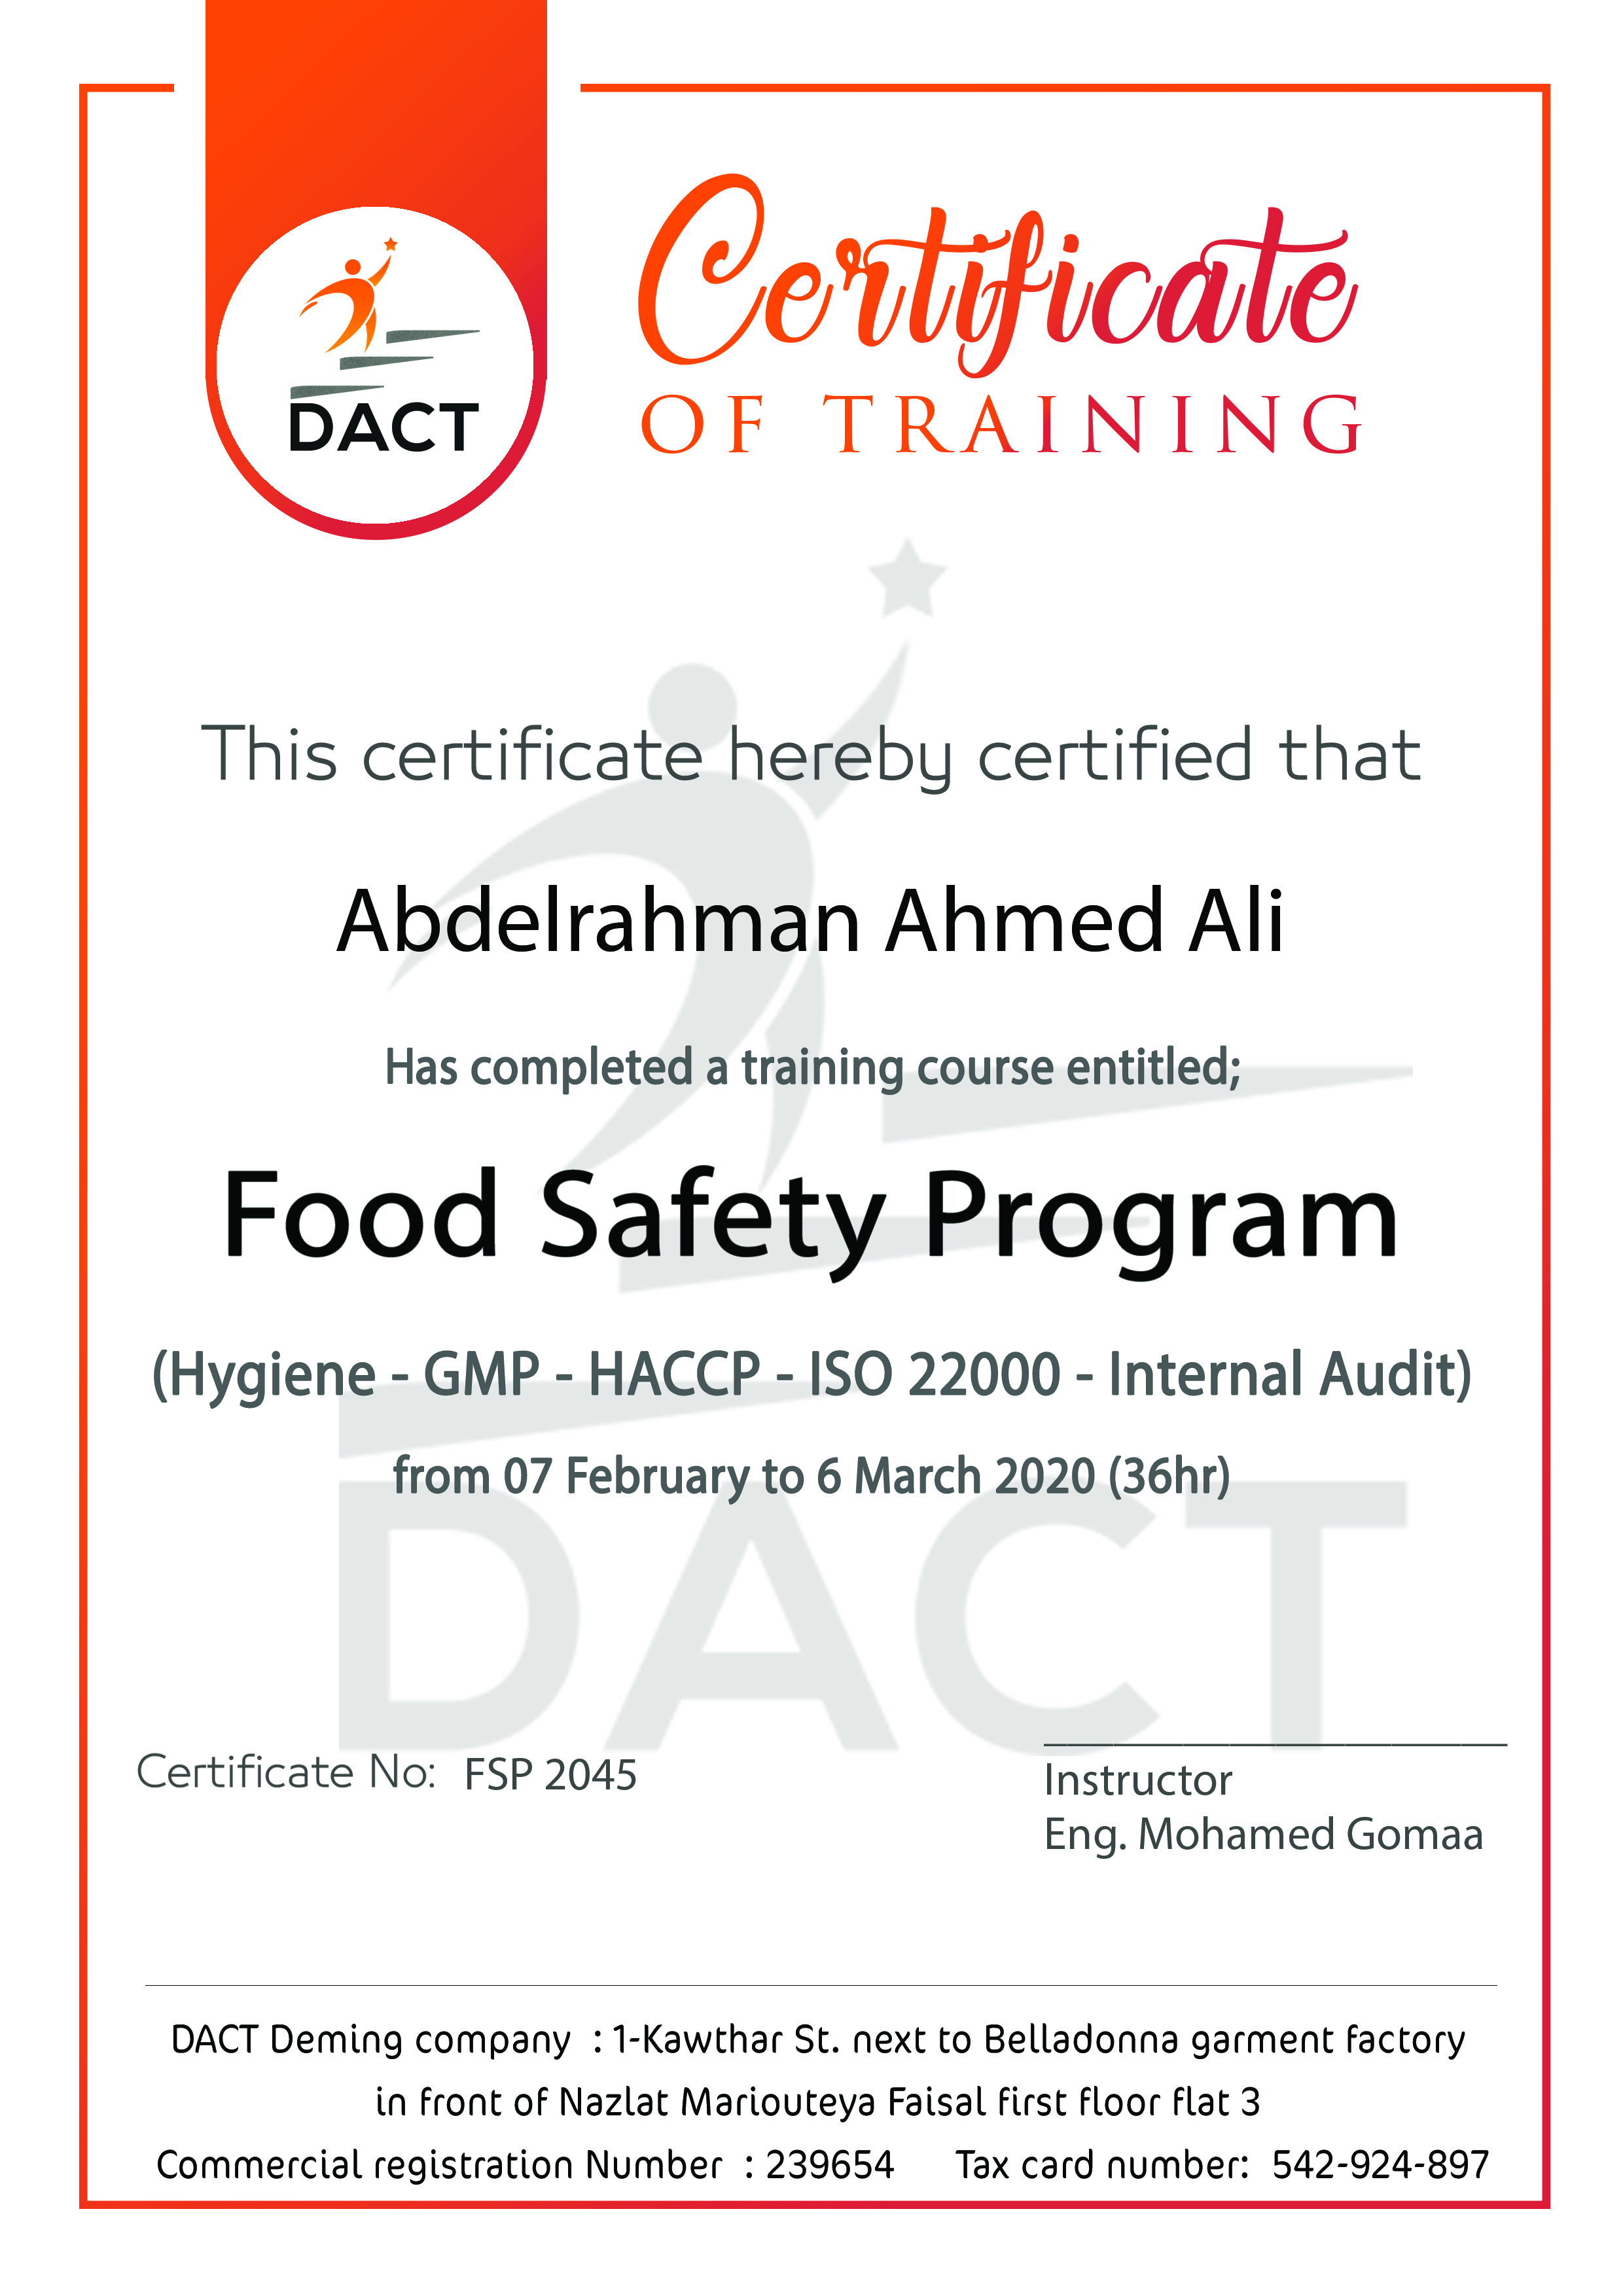 DACT
Certificate
OF TRAINING
This certificate hereby certified that
Abdelrahman Ahmed Ali
Has completed a training course entitled;
Food Safety Program
(Hygiene - GMP - HACCP - ISO 22000 - Internal Audit)
from 07 February to 6 March 2020 (36hr)
DACT
Certificate No: FSP 2045
Instructor
Eng. Mohamed Gomaa
DACT Deming company : 1-Kawthar St. next to Belladonna garment factory
in front of Nazlat Mariouteya Faisal first floor flat 3
Commercial registration Number : 239654 Tax card number: 542-924-897